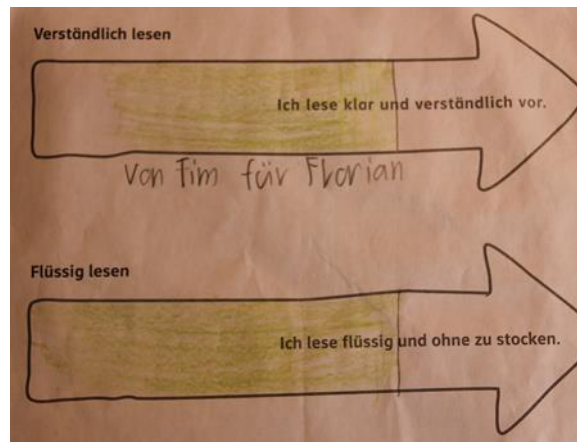 Verständlich lesen
Ich lese klar und verständlich vor.
Von Tim für Florian
Flüssig lesen
Ich lese flüssig und ohne zu stocken.